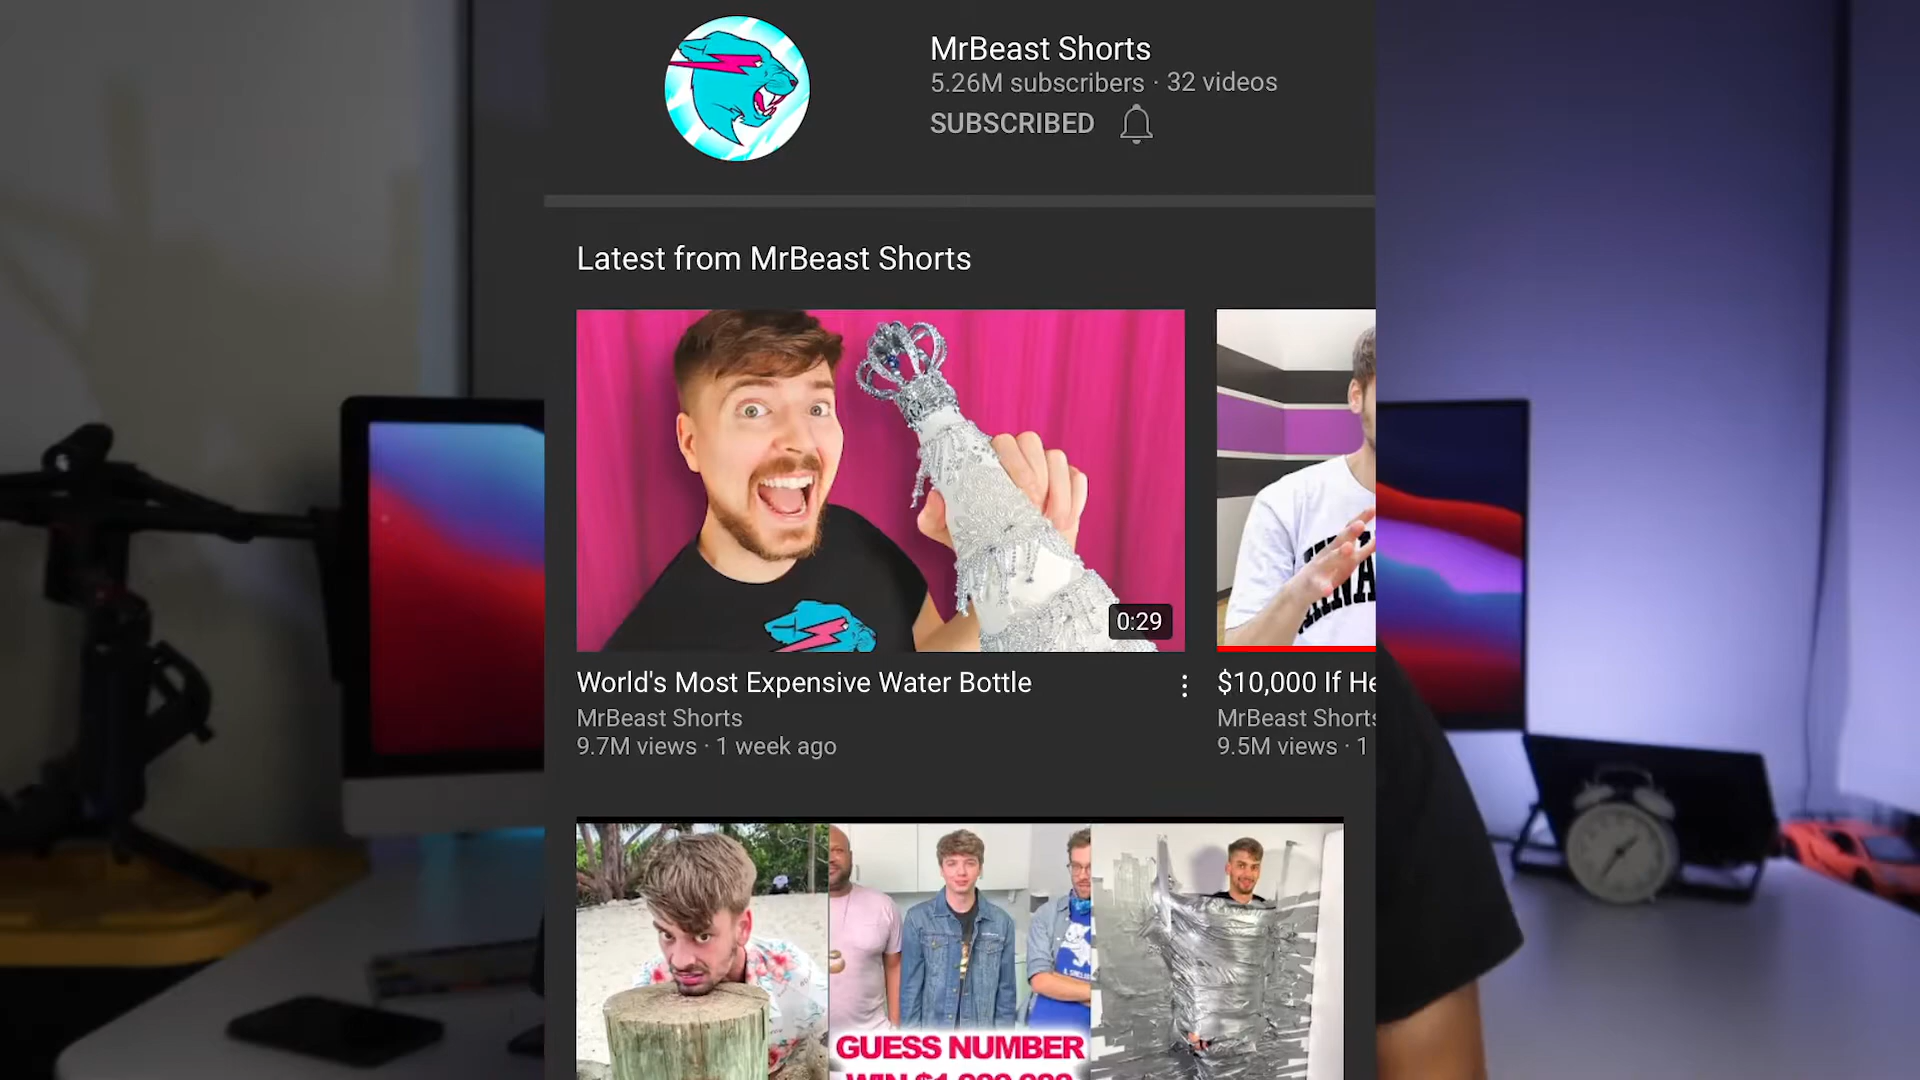 MrBeast Shorts
5.26M subscribers · 32 videos
SUBSCRIBED
Latest from MrBeast Shorts
0:29
World's Most Expensive Water Bottle
MrBeast Shorts
9.7M views · 1 week ago
$10,000 If He
MrBeast Shorts
9.5M views · 1
GUESS NUMBER